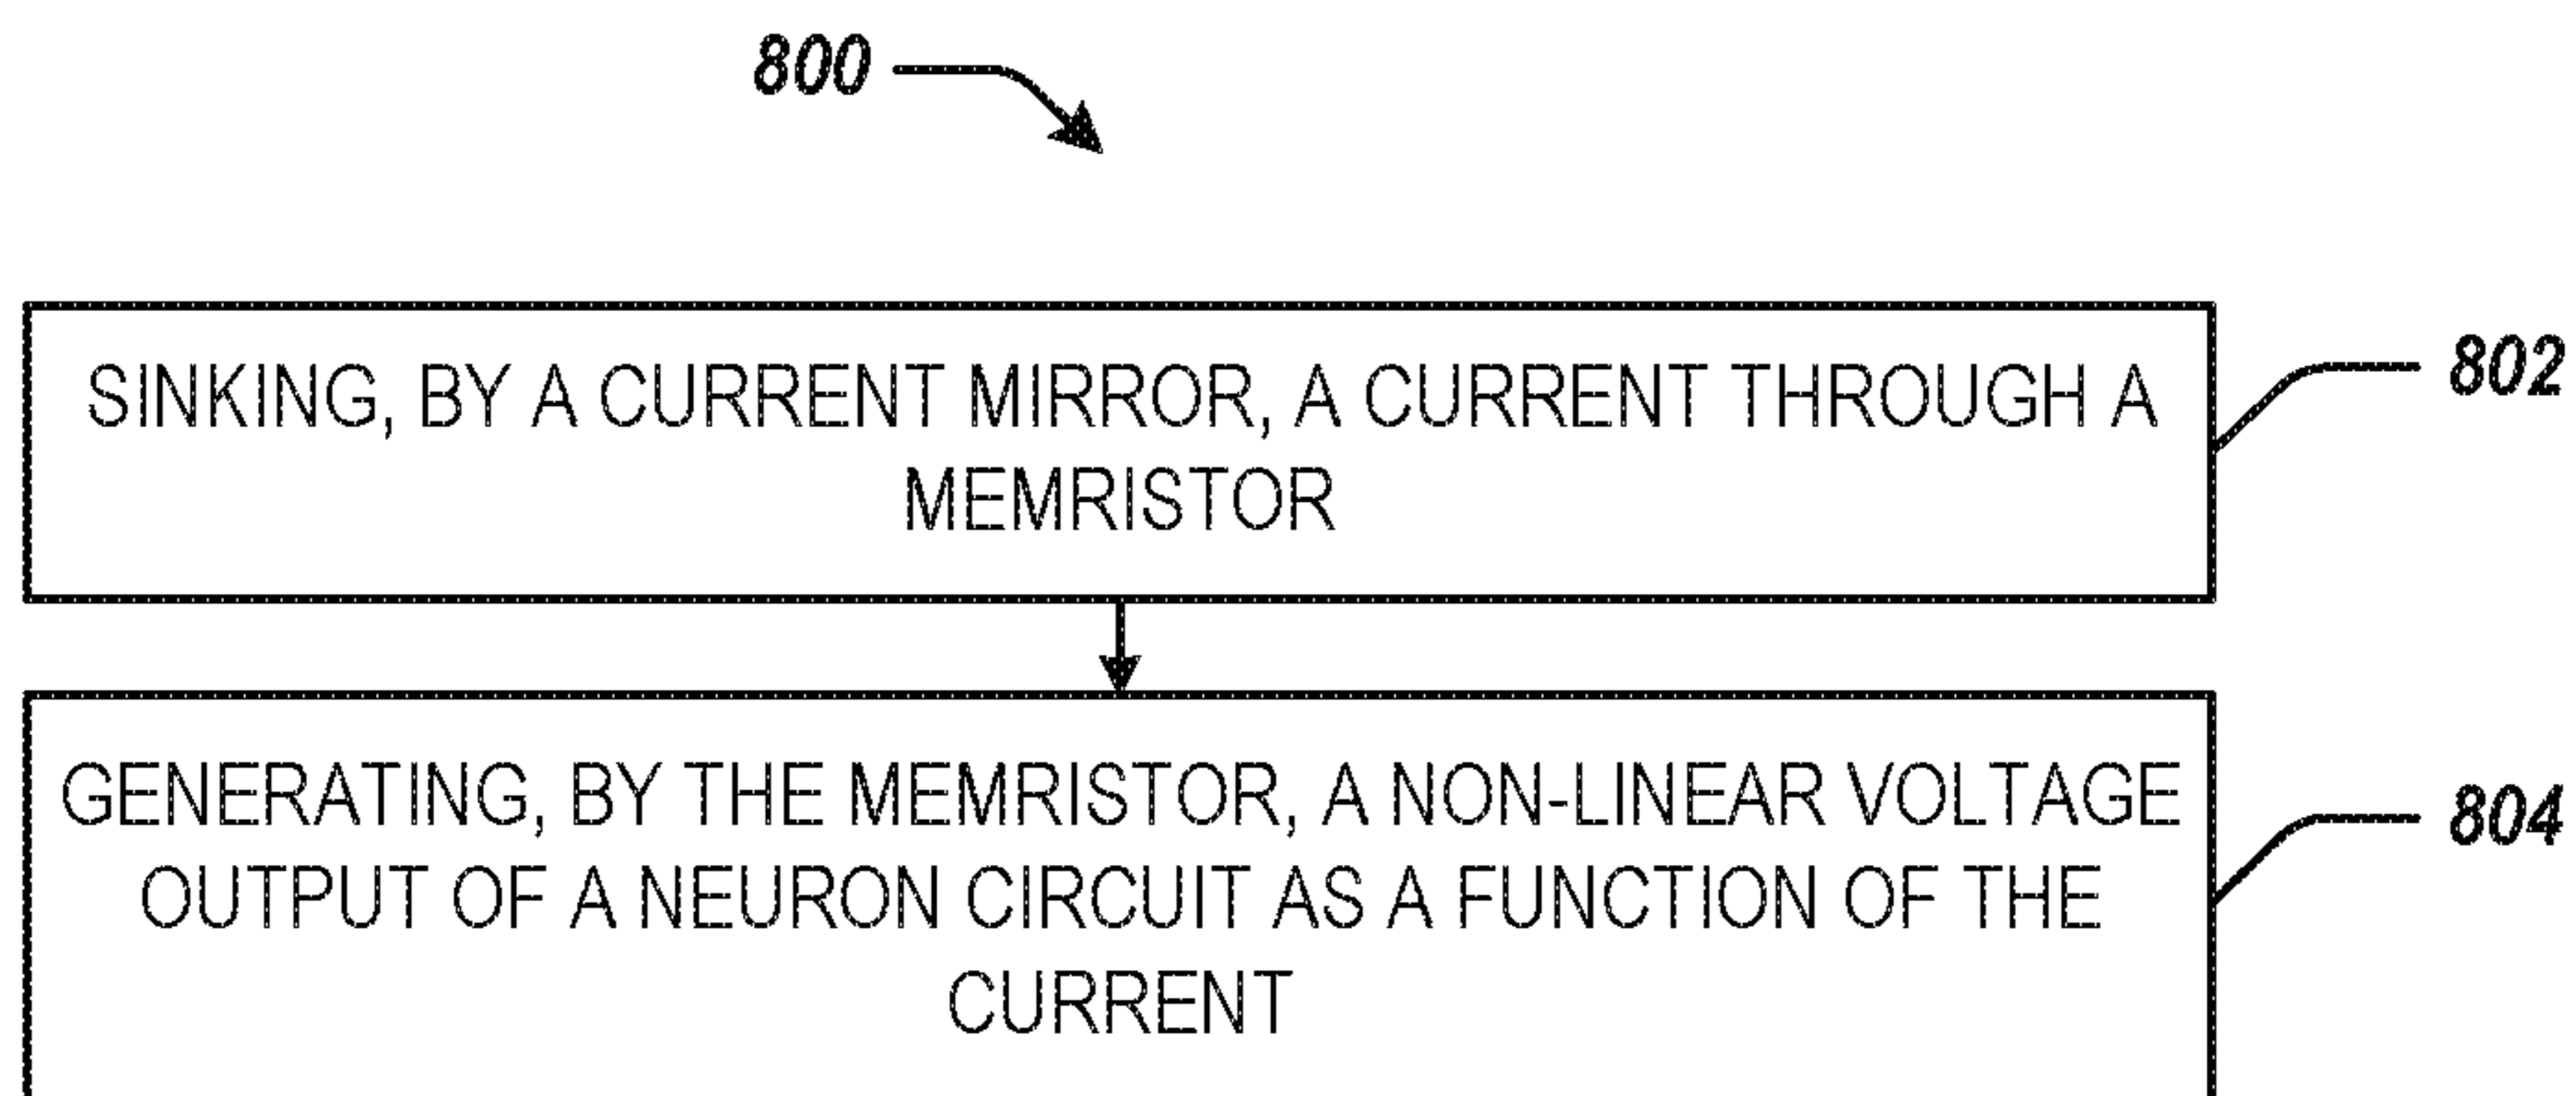 800
SINKING, BY A CURRENT MIRROR, A CURRENT THROUGH A
MEMRISTOR
802
GENERATING, BY THE MEMRISTOR, A NON-LINEAR VOLTAGE
OUTPUT OF A NEURON CIRCUIT AS A FUNCTION OF THE
CURRENT
804